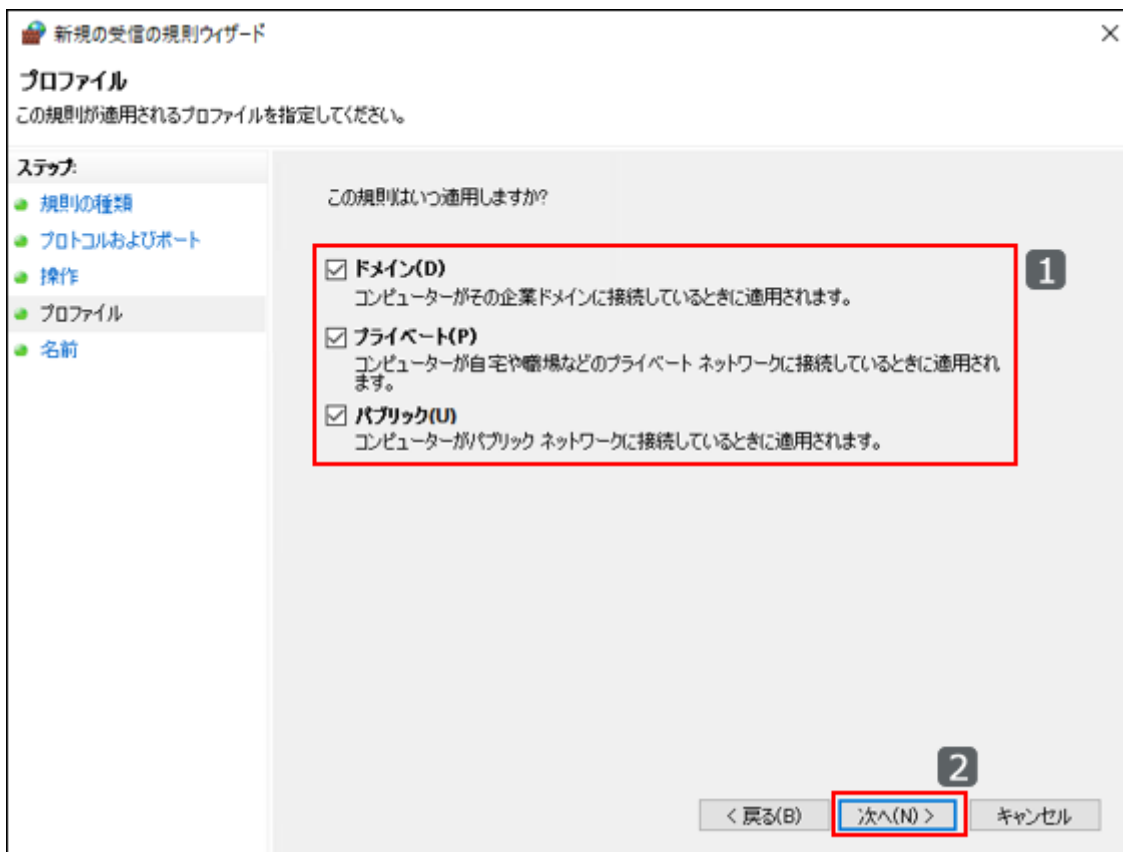 新規の受信の規則ウィザード
プロファイル
この規則が適用されるプロファイルを指定してください。
ステップ:
規則の種類
プロトコルおよびポート
操作
プロファイル
名前
この規則はいつ適用しますか?
ドメイン(D)
コンピューターがその企業ドメインに接続しているときに適用されます。
1
プライベート(P)
コンピューターが自宅や職場などのプライベート ネットワークに接続しているときに適用され
ます。
パブリック(U)
コンピューターがパブリック ネットワークに接続しているときに適用されます。
2
< 戻る(B)
次へ(N) >
キャンセル